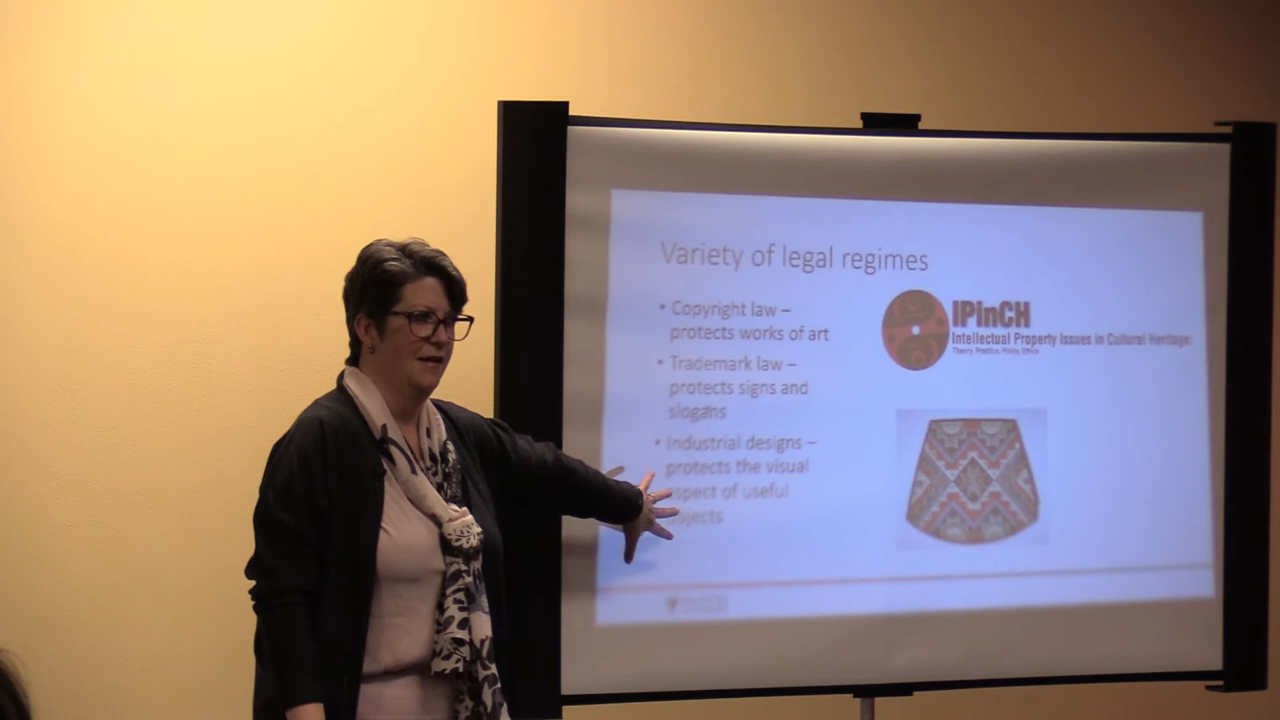 Variety of legal regimes
• Copyright law –
protects works of art
• Trademark law –
protects signs and
slogans
• Industrial designs –
protects the visual
aspect of useful
objects
IPinCH
Intellectual Property Issues in Cultural Heritage:
Theory, Practice, Policy, Ethics